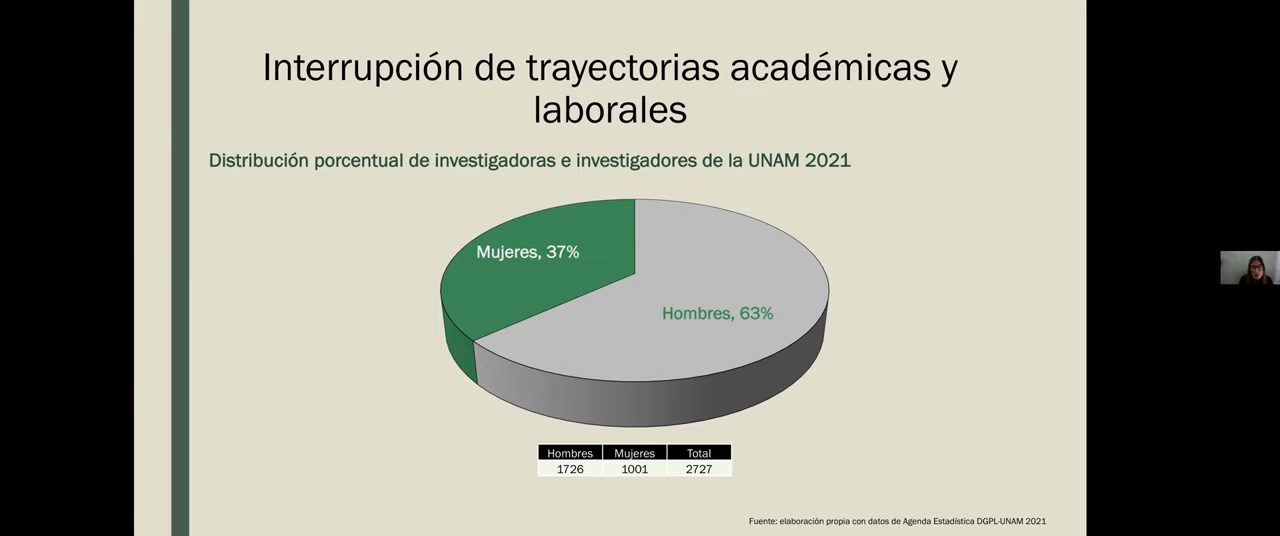 Interrupción de trayectorias académicas y
laborales
Distribución porcentual de investigadoras e investigadores de la UNAM 2021
Mujeres, 37%
Hombres, 63%
Hombres Mujeres Total
1726 1001 2727
Fuente: elaboración propia con datos de Agenda Estadística DGPL-UNAM 2021